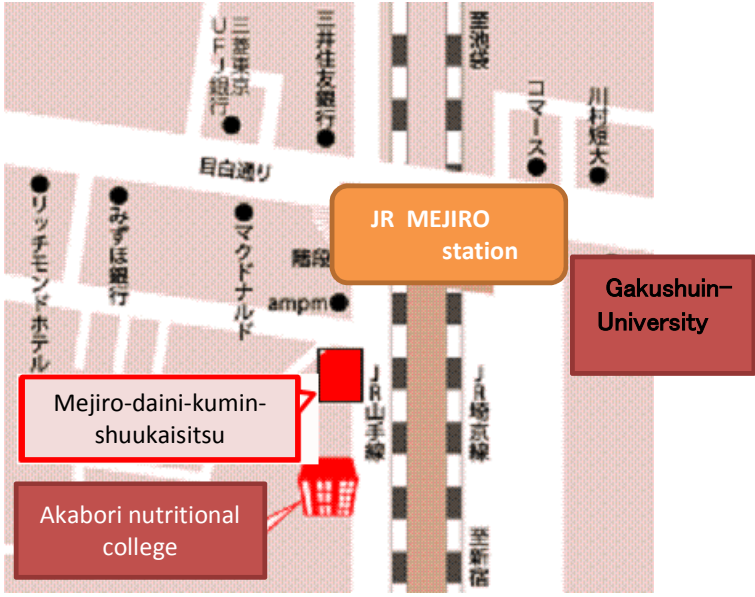 至池袋
三井住友銀行
三菱東京
UFJ銀行
コマース
川村短大
目白通り
リッチモンドホテル
みずほ銀行
マクドナルド
階段
ampm
JR MEJIRO
station
Gakushuin-
University
Mejiro-daini-kumin-
shuukaisitsu
JR山手線
JR埼京線
Akabori nutritional
college
至新宿